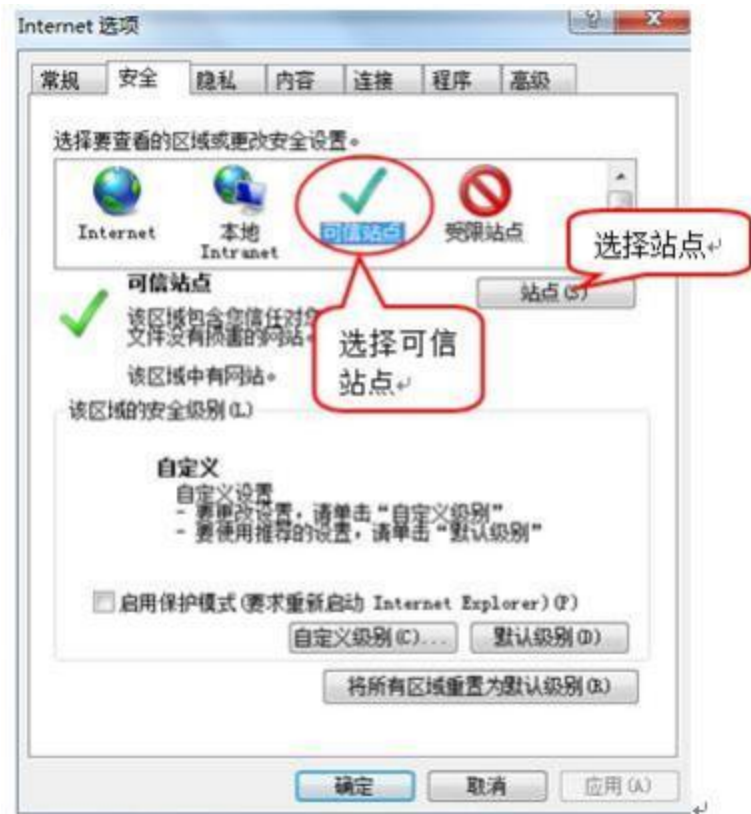 Internet 选项
常规 安全 隐私 内容 连接 程序 高级
选择要查看的区域或更改安全设置。
Internet
本地
Intranet
可信站点
受限站点
选择站点
可信站点
站点(S)
该区域包含您信任对您
文件没有损害的网站。
选择可信
站点
该区域中有网站。
该区域的安全级别(L)
自定义
自定义设置
- 要更改设置，请单击“自定义级别”
- 要使用推荐的设置，请单击“默认级别”
启用保护模式(要求重新启动 Internet Explorer)(P)
自定义级别(C)... 默认级别(D)
将所有区域重置为默认级别(R)
确定 取消 应用(A)